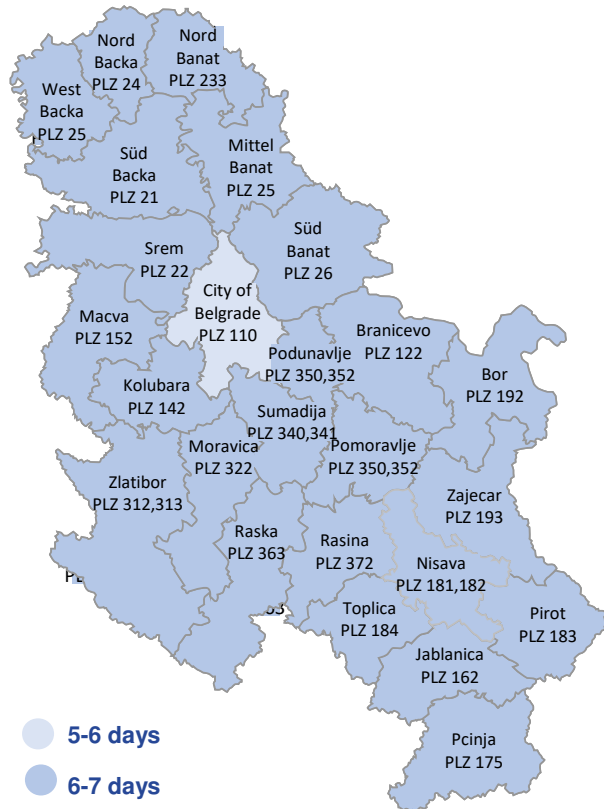 Nord
Backa
PLZ 24
Nord
Banat
PLZ 233
West
Backa
PLZ 25
Süd
Backa
PLZ 21
Mittel
Banat
PLZ 25
Süd
Banat
PLZ 26
Srem
PLZ 22
City of
Belgrade
PLZ 110
Macva
PLZ 152
Branicevo
PLZ 122
Podunavlje
PLZ 350,352
Bor
PLZ 192
Kolubara
PLZ 142
Sumadija
PLZ 340,341
Moravica
PLZ 322
Pomoravlje
PLZ 350,352
Zlatibor
PLZ 312,313
Zajecar
PLZ 193
Raska
PLZ 363
Rasina
PLZ 372
Nisava
PLZ 181,182
Toplica
PLZ 184
Pirot
PLZ 183
Jablanica
PLZ 162
Pcinja
PLZ 175
5-6 days
6-7 days